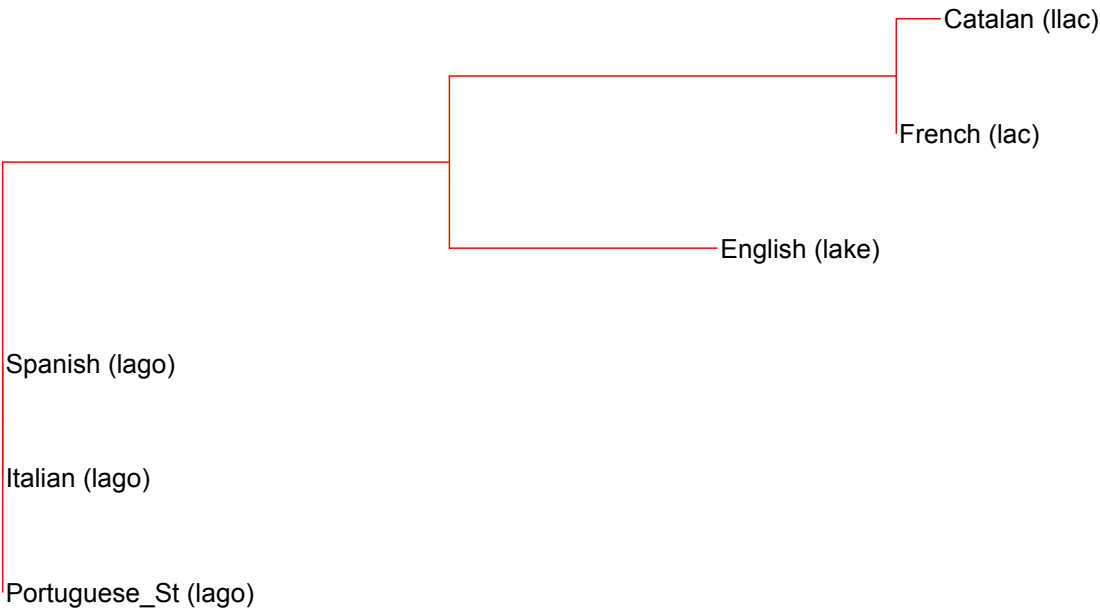 Catalan (llac)
French (lac)
English (lake)
Spanish (lago)
Italian (lago)
Portuguese_St (lago)